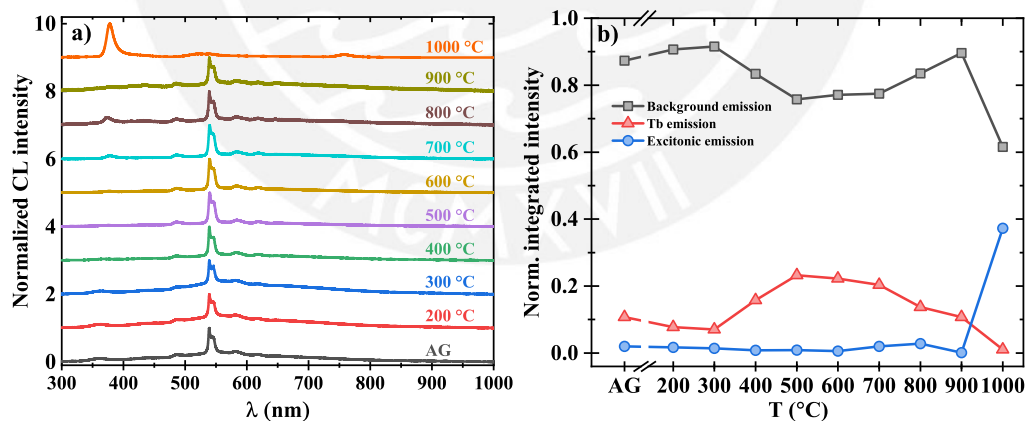 a)
Normalized CL intensity
10
8
6
4
2
0
1000 °C
900 °C
800 °C
700 °C
600 °C
500 °C
400 °C
300 °C
200 °C
AG
300 400 500 600 700 800 900 1000
λ (nm)
b)
Norm. integrated intensity
1.0
0.8
0.6
0.4
0.2
0.0
Background emission
Tb emission
Excitonic emission
AG 200 300 400 500 600 700 800 900 1000
T (°C)
MCMXVII